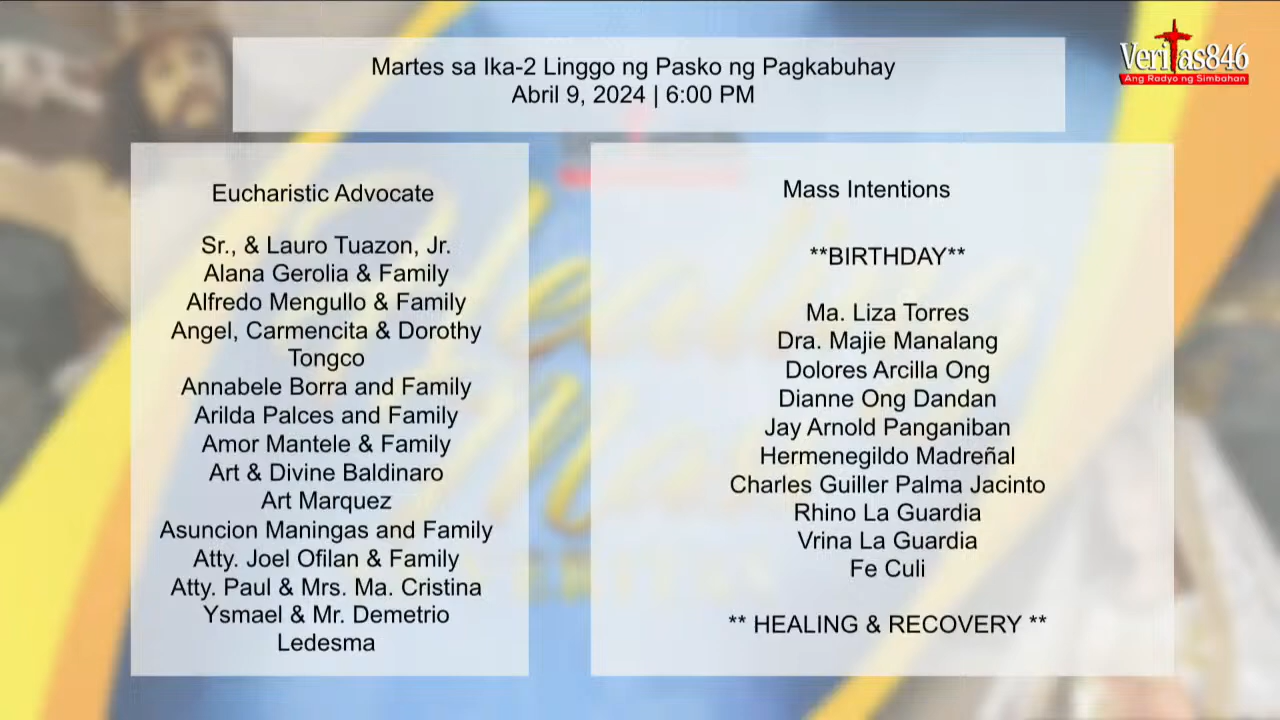 Martes sa Ika-2 Linggo ng Pasko ng Pagkabuhay
Abril 9, 2024 | 6:00 PM
Veritas846
Ang Radyo ng Simbahan
Eucharistic Advocate
Sr., & Lauro Tuazon, Jr.
Alana Gerolia & Family
Alfredo Mengullo & Family
Angel, Carmencita & Dorothy
Tongco
Annabele Borra and Family
Arilda Palces and Family
Amor Mantele & Family
Art & Divine Baldinaro
Art Marquez
Asuncion Maningas and Family
Atty. Joel Ofilan & Family
Atty. Paul & Mrs. Ma. Cristina
Ysmael & Mr. Demetrio
Ledesma
Mass Intentions
**BIRTHDAY**
Ma. Liza Torres
Dra. Majie Manalang
Dolores Arcilla Ong
Dianne Ong Dandan
Jay Arnold Panganiban
Hermenegildo Madreñal
Charles Guiller Palma Jacinto
Rhino La Guardia
Vrina La Guardia
Fe Culi
** HEALING & RECOVERY **